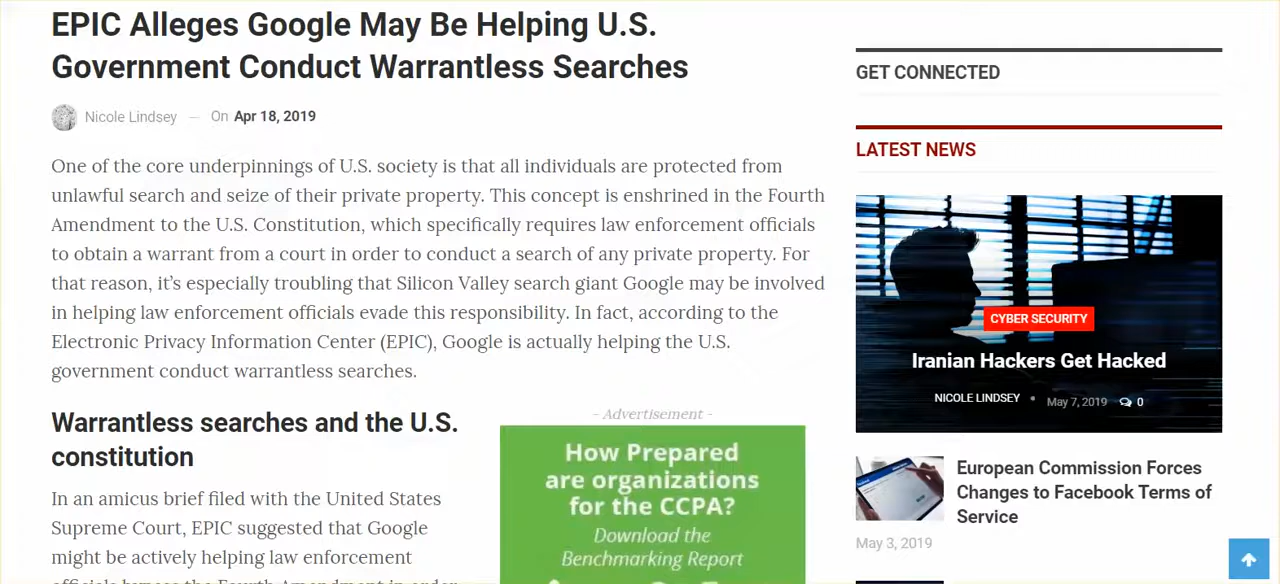 EPIC Alleges Google May Be Helping U.S.
Government Conduct Warrantless Searches
Nicole Lindsey — On Apr 18, 2019
One of the core underpinnings of U.S. society is that all individuals are protected from
unlawful search and seize of their private property. This concept is enshrined in the Fourth
Amendment to the U.S. Constitution, which specifically requires law enforcement officials
to obtain a warrant from a court in order to conduct a search of any private property. For
that reason, it’s especially troubling that Silicon Valley search giant Google may be involved
in helping law enforcement officials evade this responsibility. In fact, according to the
Electronic Privacy Information Center (EPIC), Google is actually helping the U.S.
government conduct warrantless searches.
Warrantless searches and the U.S.
constitution
In an amicus brief filed with the United States
Supreme Court, EPIC suggested that Google
might be actively helping law enforcement
officials bypass the Fourth Amendment in order
- Advertisement -
How Prepared
are organizations
for the CCPA?
Download the
Benchmarking Report
GET CONNECTED
LATEST NEWS
CYBER SECURITY
Iranian Hackers Get Hacked
NICOLE LINDSEY • May 7, 2019 0
European Commission Forces
Changes to Facebook Terms of
Service
May 3, 2019